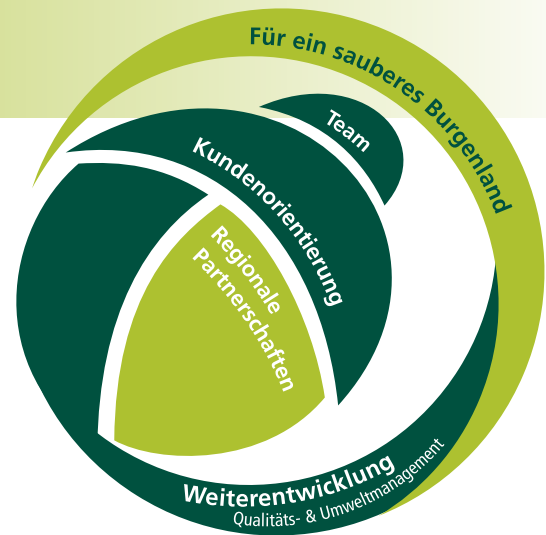 Für ein sauberes Burgenland
Team
Kundenorientierung
Regionale
Partnerschaften
Weiterentwicklung
Qualitäts- & Umweltmanagement